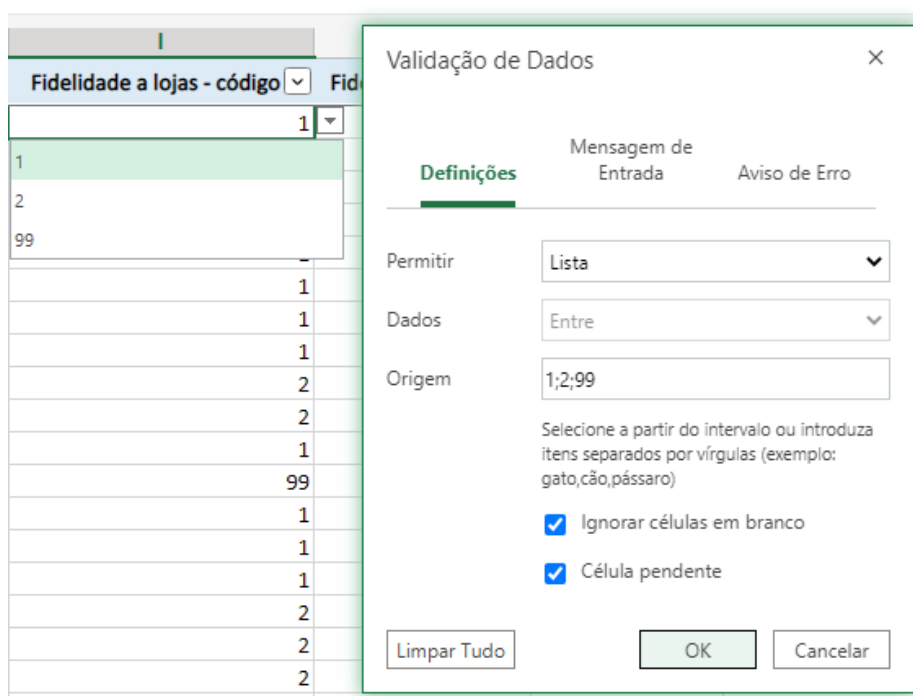 I
Fidelidade a lojas - código
Fid
1
1
2
99
1
1
1
2
2
1
99
1
1
1
2
2
2
Validação de Dados
Definições
Mensagem de
Entrada
Aviso de Erro
Permitir
Lista
Dados
Entre
Origem
1;2;99
Selecione a partir do intervalo ou introduza
itens separados por vírgulas (exemplo:
gato,cão,pássaro)
Ignorar células em branco
Célula pendente
Limpar Tudo
OK
Cancelar